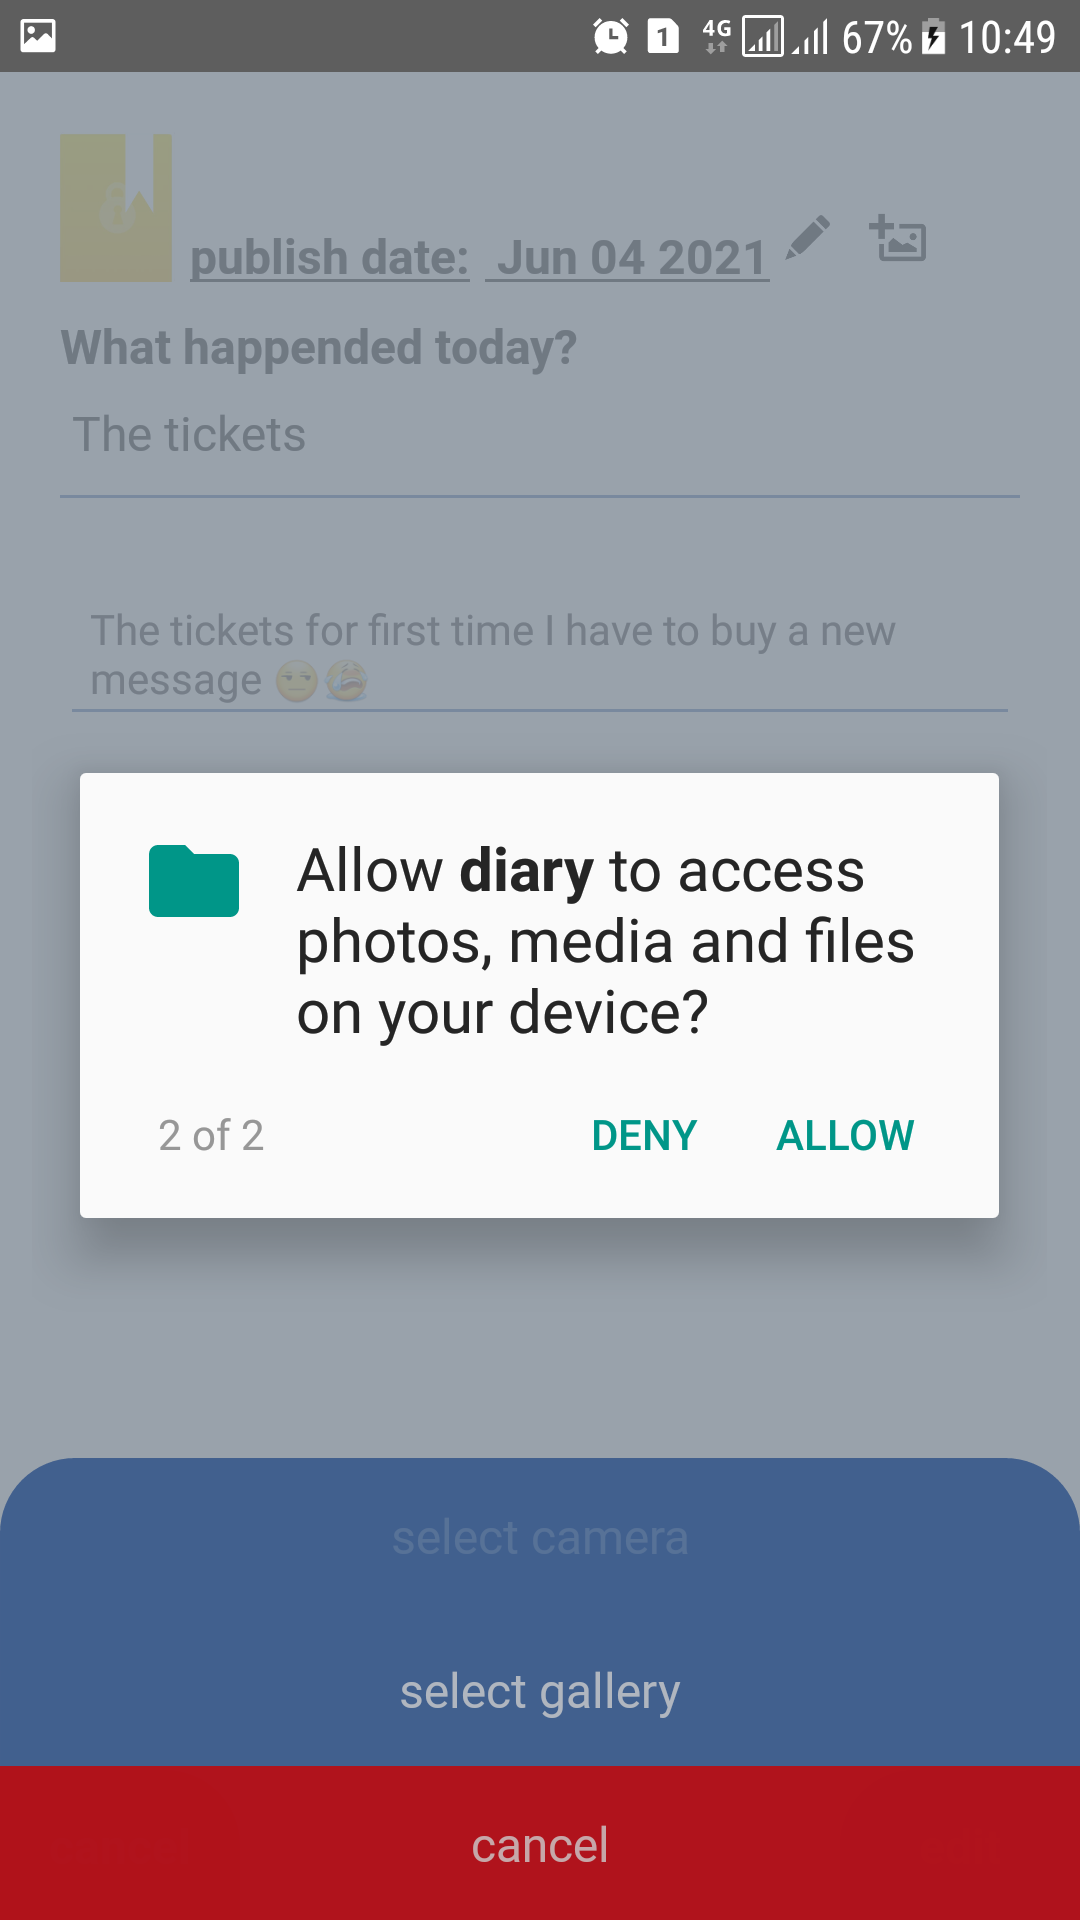 1 4G 67% 10:49
publish date: Jun 04 2021
What happended today?
The tickets
The tickets for first time I have to buy a new
message 😒😭
Allow diary to access
photos, media and files
on your device?
2 of 2 DENY ALLOW
select camera
select gallery
cancel